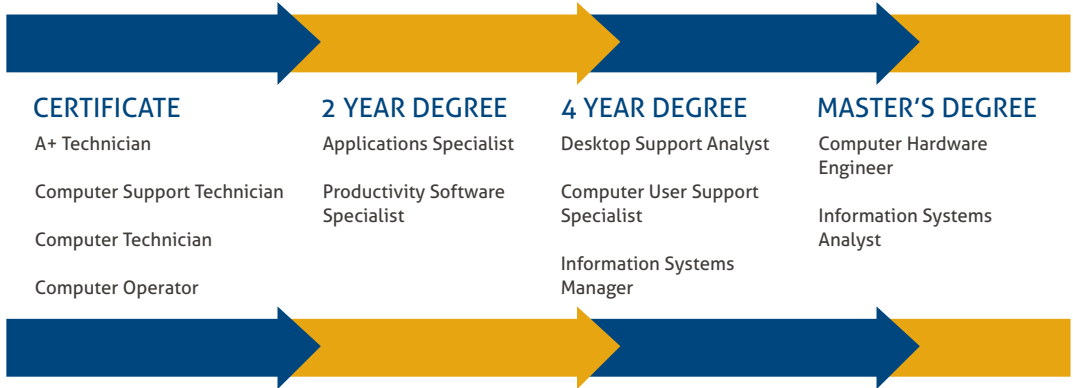 CERTIFICATE
A+ Technician
Computer Support Technician
Computer Technician
Computer Operator
2 YEAR DEGREE
Applications Specialist
Productivity Software
Specialist
4 YEAR DEGREE
Desktop Support Analyst
Computer User Support
Specialist
Information Systems
Manager
MASTER'S DEGREE
Computer Hardware
Engineer
Information Systems
Analyst